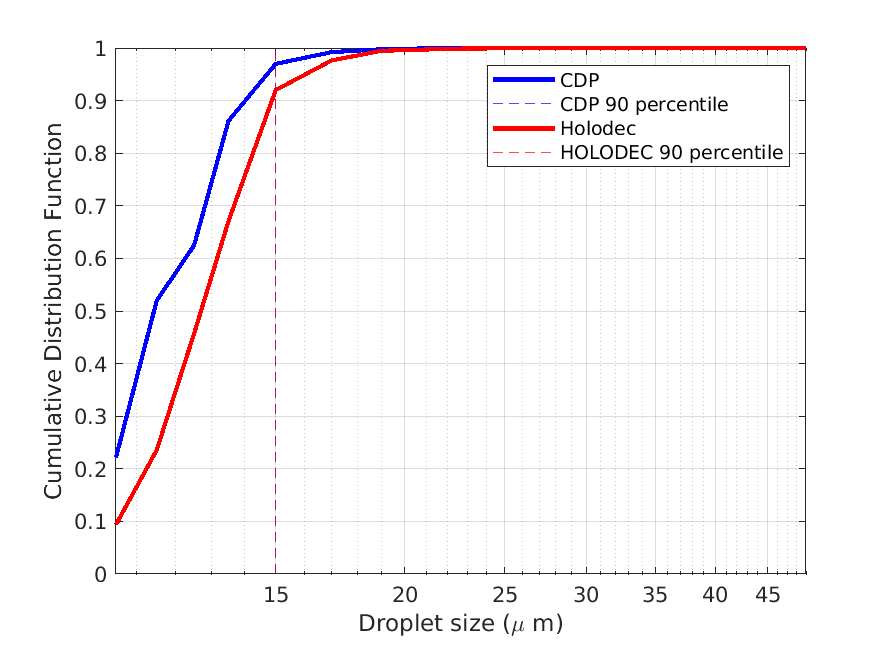 1
0.9
0.8
0.7
0.6
0.5
0.4
0.3
0.2
0.1
0
Cumulative Distribution Function
CDP
CDP 90 percentile
Holodec
HOLODEC 90 percentile
15 20 25 30 35 40 45
Droplet size (μ m)